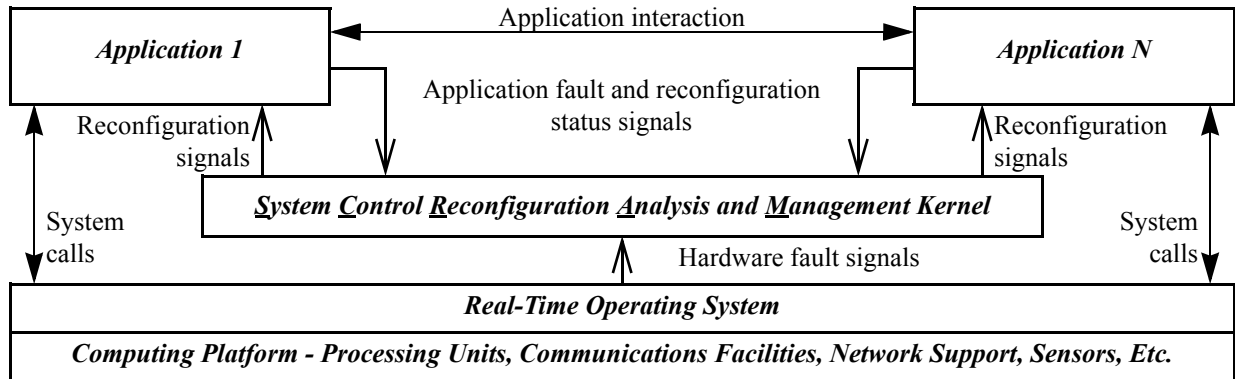 Application interaction
Application 1
Application N
Application fault and reconfiguration
status signals
Reconfiguration
signals
Reconfiguration
signals
System Control Reconfiguration Analysis and Management Kernel
System
calls
System
calls
Hardware fault signals
Real-Time Operating System
Computing Platform - Processing Units, Communications Facilities, Network Support, Sensors, Etc.